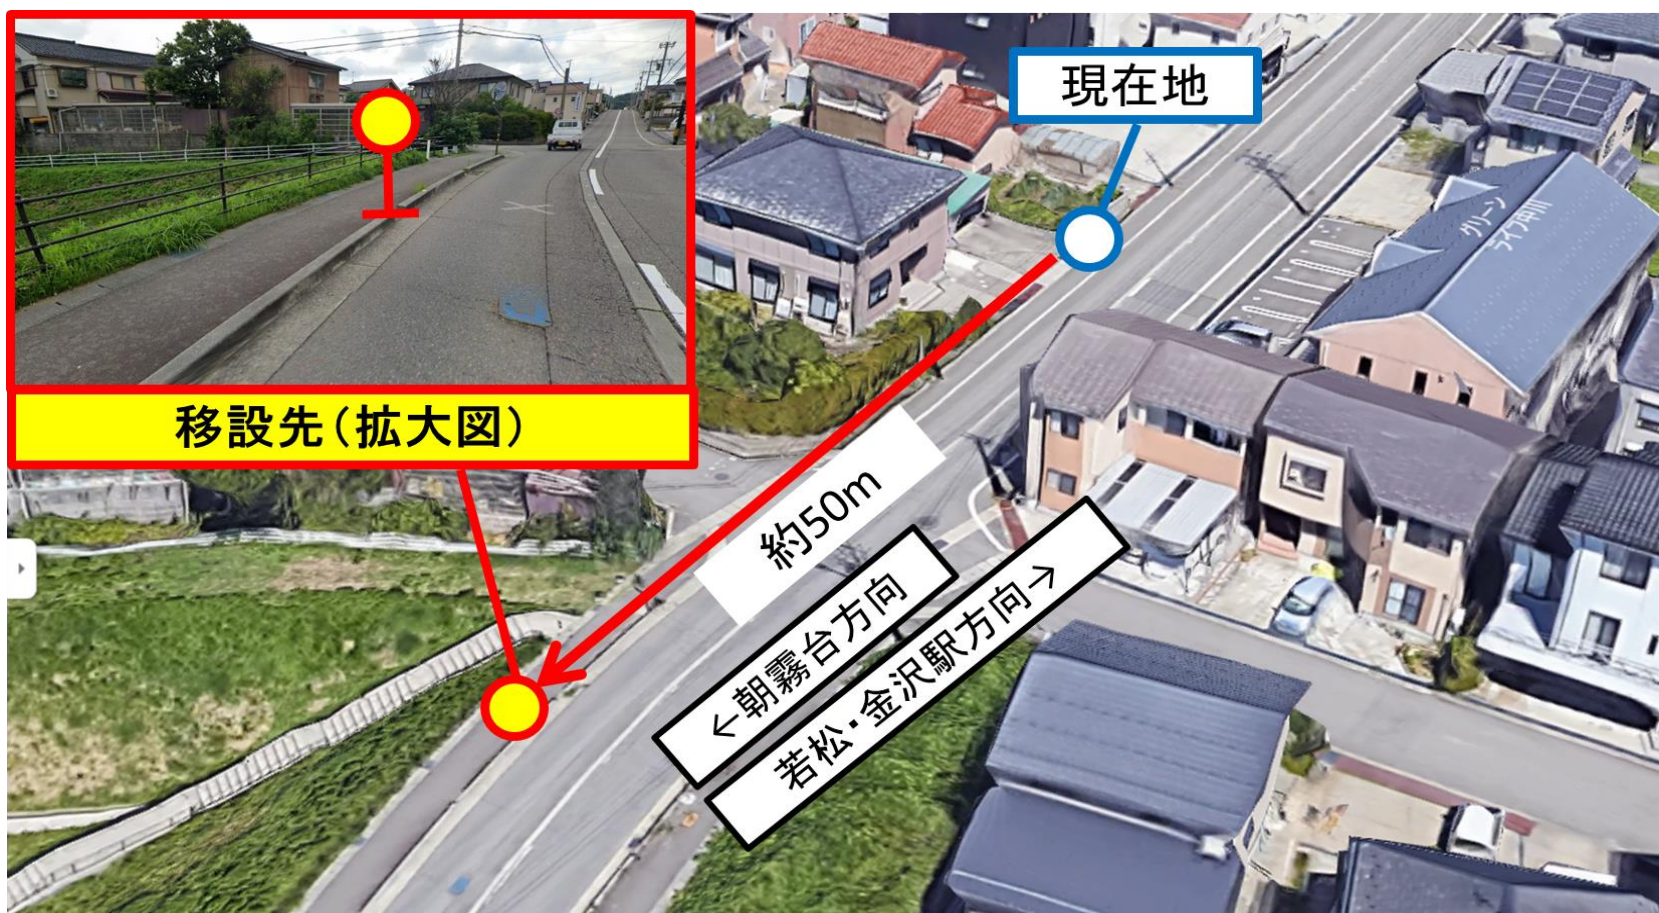 現在地
グリーン
ライフ中川
移設先(拡大図)
約50m
←朝霧台方向
若松・金沢駅方向→